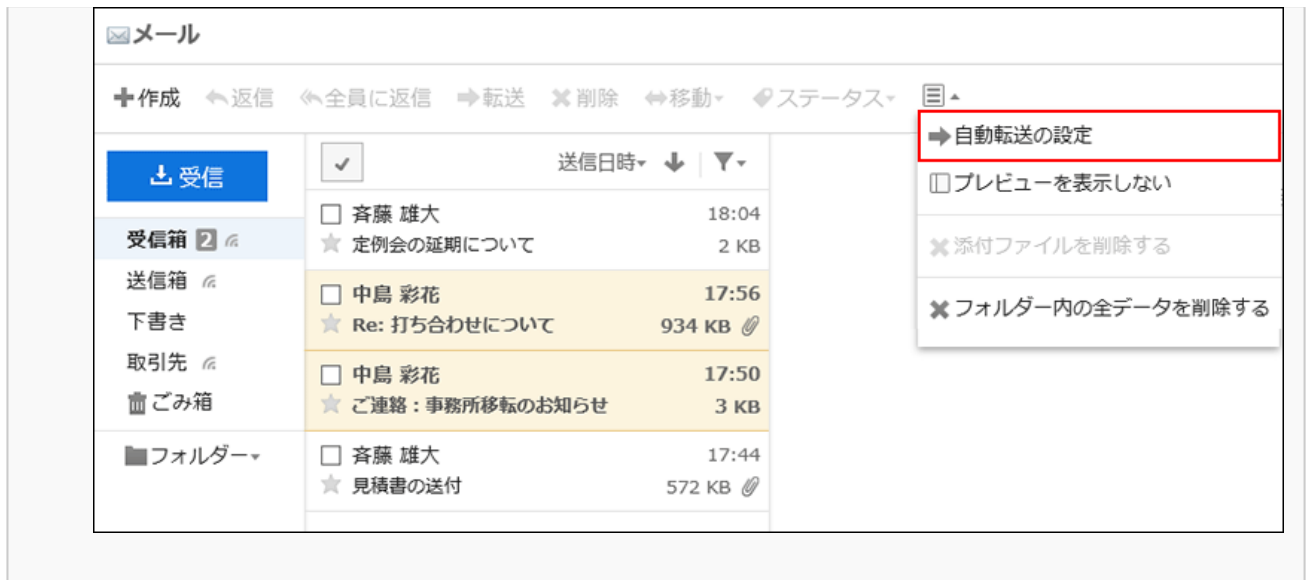 メール
作成 返信 全員に返信 転送 削除 移動 ステータス
自動転送の設定
プレビューを表示しない
添付ファイルを削除する
フォルダー内の全データを削除する
受信
受信箱 2
送信箱
下書き
取引先
ごみ箱
フォルダー
送信日時
斉藤 雄大 18:04
定例会の延期について 2 KB
中島 彩花 17:56
Re: 打ち合わせについて 934 KB
中島 彩花 17:50
ご連絡：事務所移転のお知らせ 3 KB
斉藤 雄大 17:44
見積書の送付 572 KB